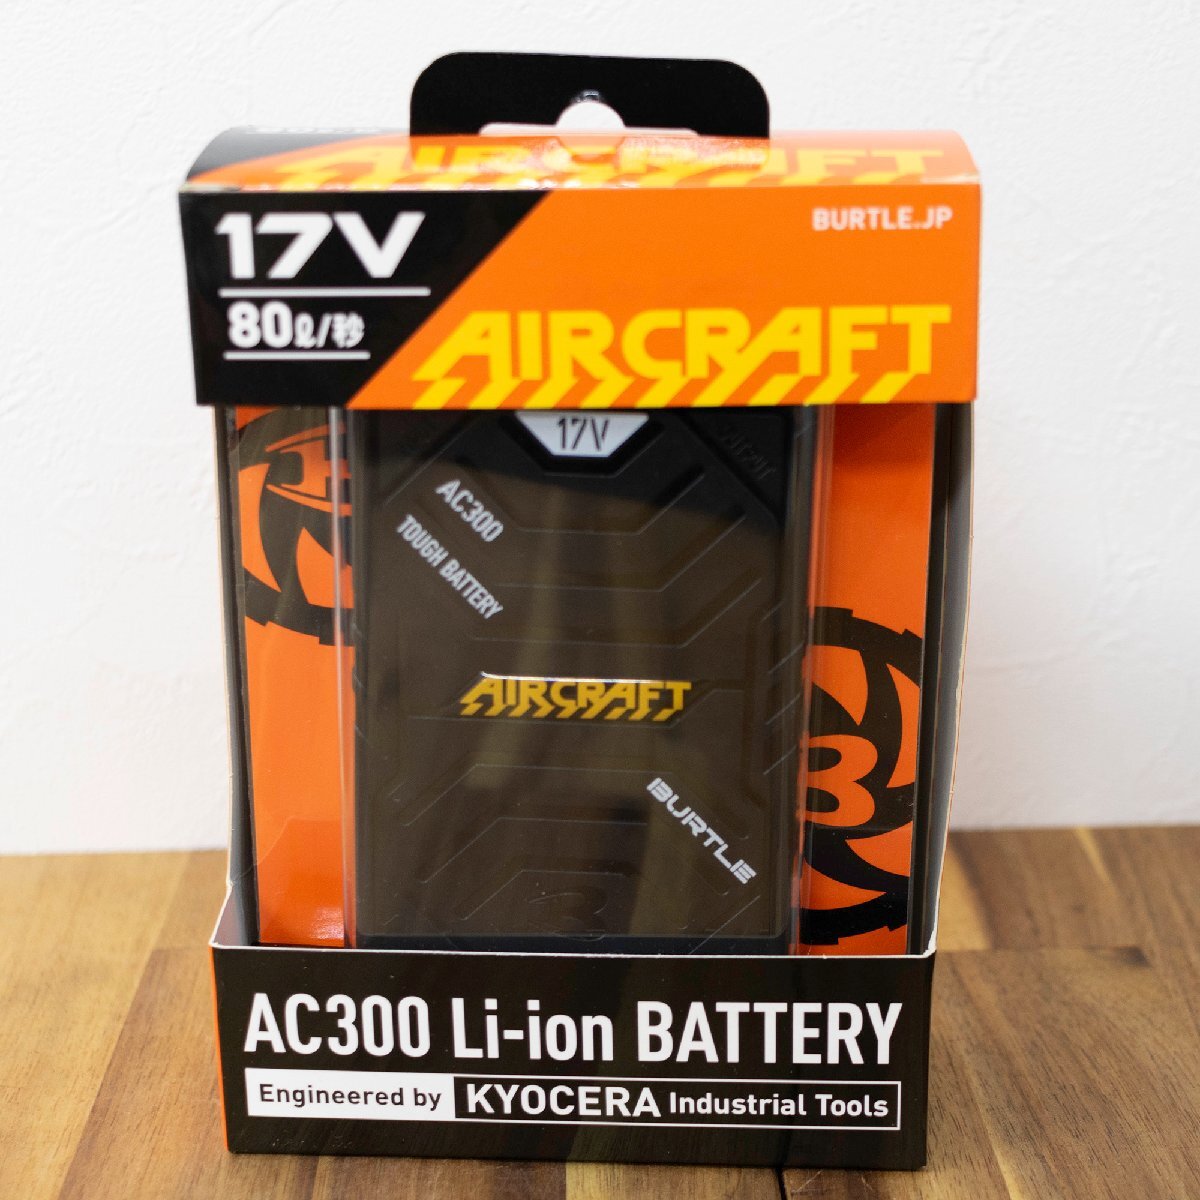 AIRCRAFT
17V
BURTLE.JP
80ℓ/秒
AIRCRAFT
17V
AC300
TOUGH BATTERY
AIRCRAFT
BURTLE
B
AC300 Li-ion BATTERY
Engineered by KYOCERA Industrial Tools